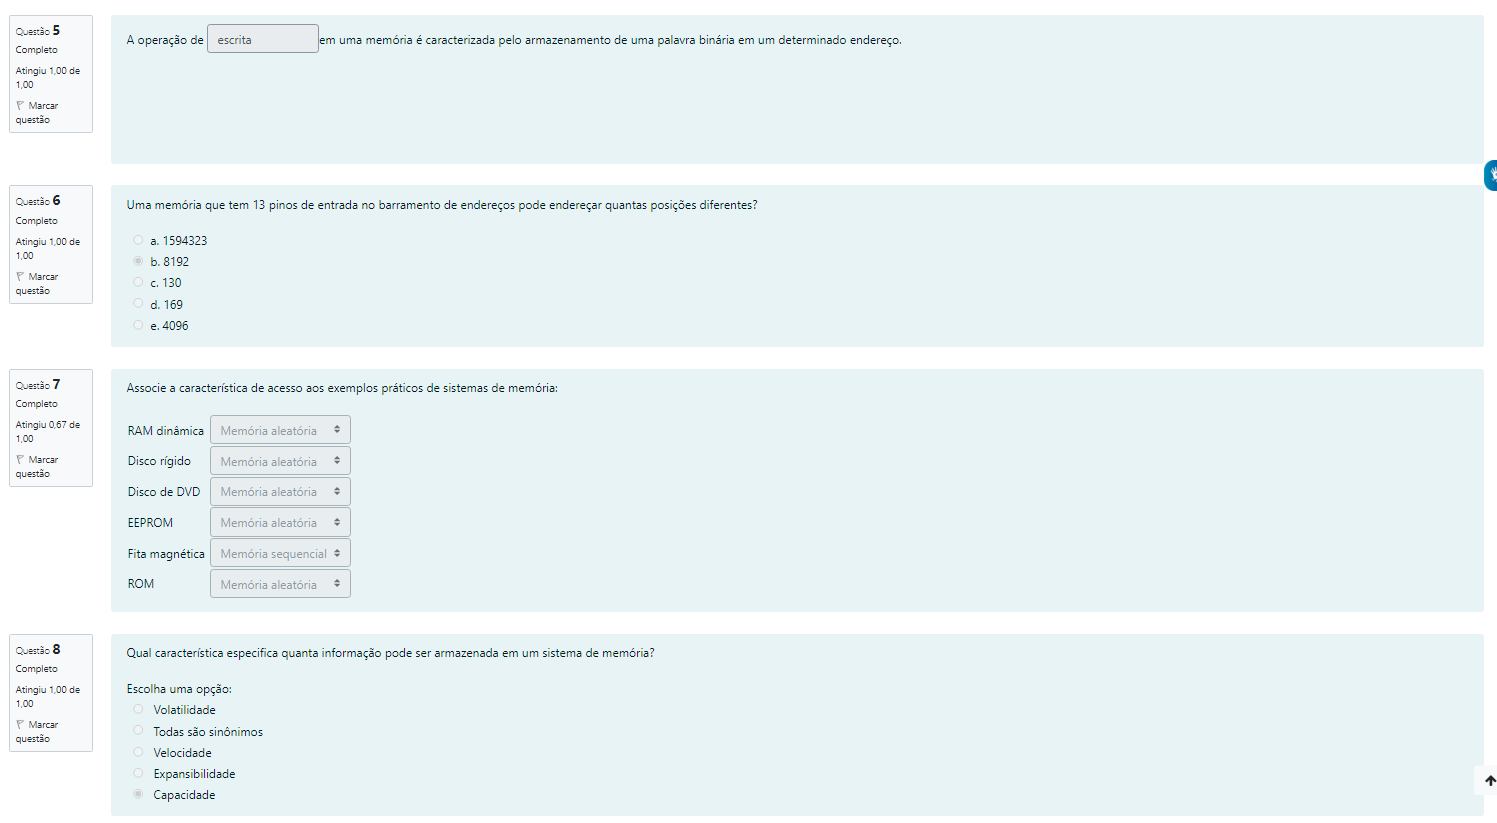 Questão 5
Completo
Atingiu 1,00 de
1,00
Marcar
questão
A operação de escrita em uma memória é caracterizada pelo armazenamento de uma palavra binária em um determinado endereço.
Questão 6
Completo
Atingiu 1,00 de
1,00
Marcar
questão
Uma memória que tem 13 pinos de entrada no barramento de endereços pode endereçar quantas posições diferentes?
a. 1594323
b. 8192
c. 130
d. 169
e. 4096
Questão 7
Completo
Atingiu 0,67 de
1,00
Marcar
questão
Associe a característica de acesso aos exemplos práticos de sistemas de memória:
RAM dinâmica Memória aleatória
Disco rígido Memória aleatória
Disco de DVD Memória aleatória
EEPROM Memória aleatória
Fita magnética Memória sequencial
ROM Memória aleatória
Questão 8
Completo
Atingiu 1,00 de
1,00
Marcar
questão
Qual característica especifica quanta informação pode ser armazenada em um sistema de memória?
Escolha uma opção:
Volatilidade
Todas são sinônimos
Velocidade
Expansibilidade
Capacidade